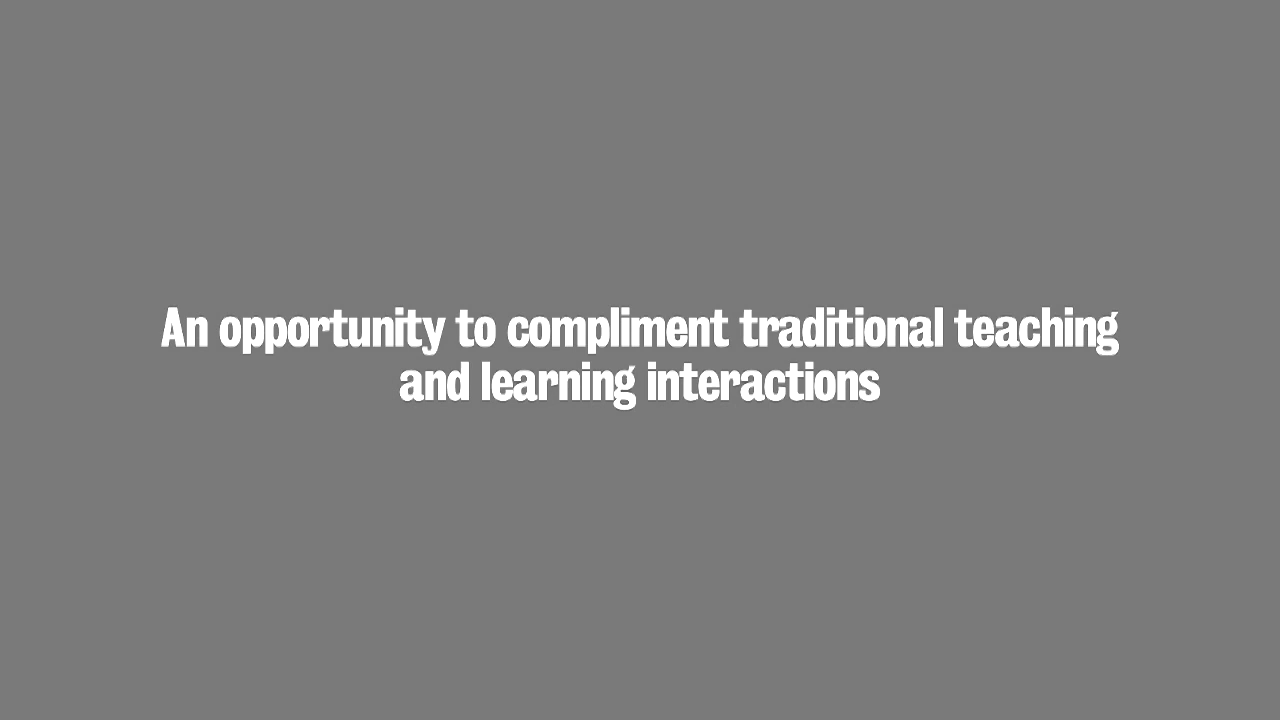 An opportunity to compliment traditional teaching
and learning interactions